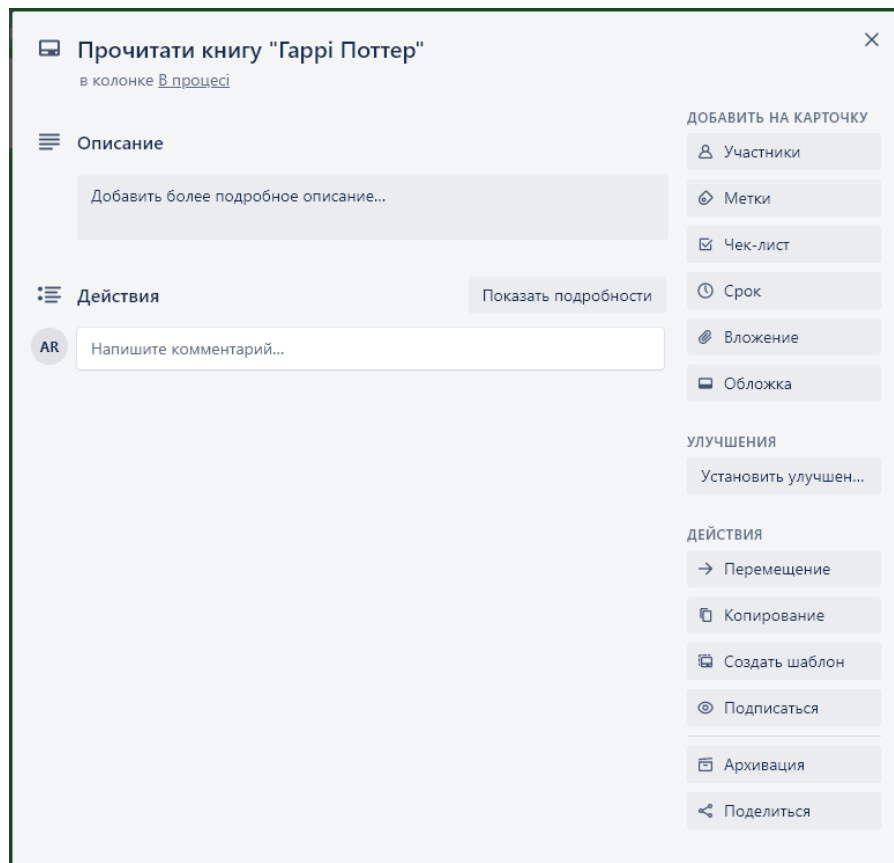 Прочитати книгу "Гаррі Поттер"
в колонке В процесі
Описание
Добавить более подробное описание…
Действия
Показать подробности
AR
Напишите комментарий…
ДОБАВИТЬ НА КАРТОЧКУ
Участники
Метки
Чек-лист
Срок
Вложение
Обложка
УЛУЧШЕНИЯ
Установить улучшен…
ДЕЙСТВИЯ
Перемещение
Копирование
Создать шаблон
Подписаться
Архивация
Поделиться